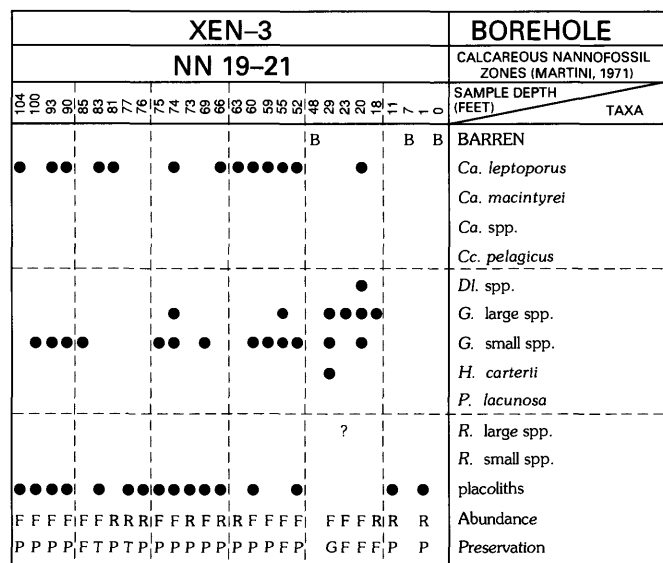 XEN–3 BOREHOLE
NN 19–21 CALCAREOUS NANNOFOSSIL ZONES (MARTINI, 1971)
SAMPLE DEPTH (FEET) TAXA
104 100 93 90 85 83 81 77 76 75 74 73 69 66 63 60 59 55 52 48 29 23 20 18 11 7 1 0
B B B BARREN
Ca. leptoporus
Ca. macintyrei
Ca. spp.
Cc. pelagicus
Dl. spp.
G. large spp.
G. small spp.
H. carterii
P. lacunosa
? R. large spp.
R. small spp.
placoliths
F F F F F F R R R F F R F R R F F F F F F F R R R Abundance
P P P P F T P T P P P P P P P P P F P G F F F P P Preservation